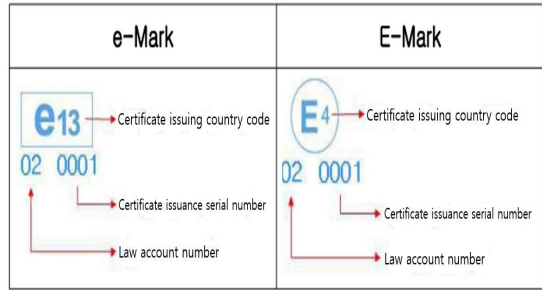 e-Mark
E-Mark
e13
Certificate issuing country code
02 0001
Certificate issuance serial number
Law account number
E4
Certificate issuing country code
02 0001
Certificate issuance serial number
Law account number